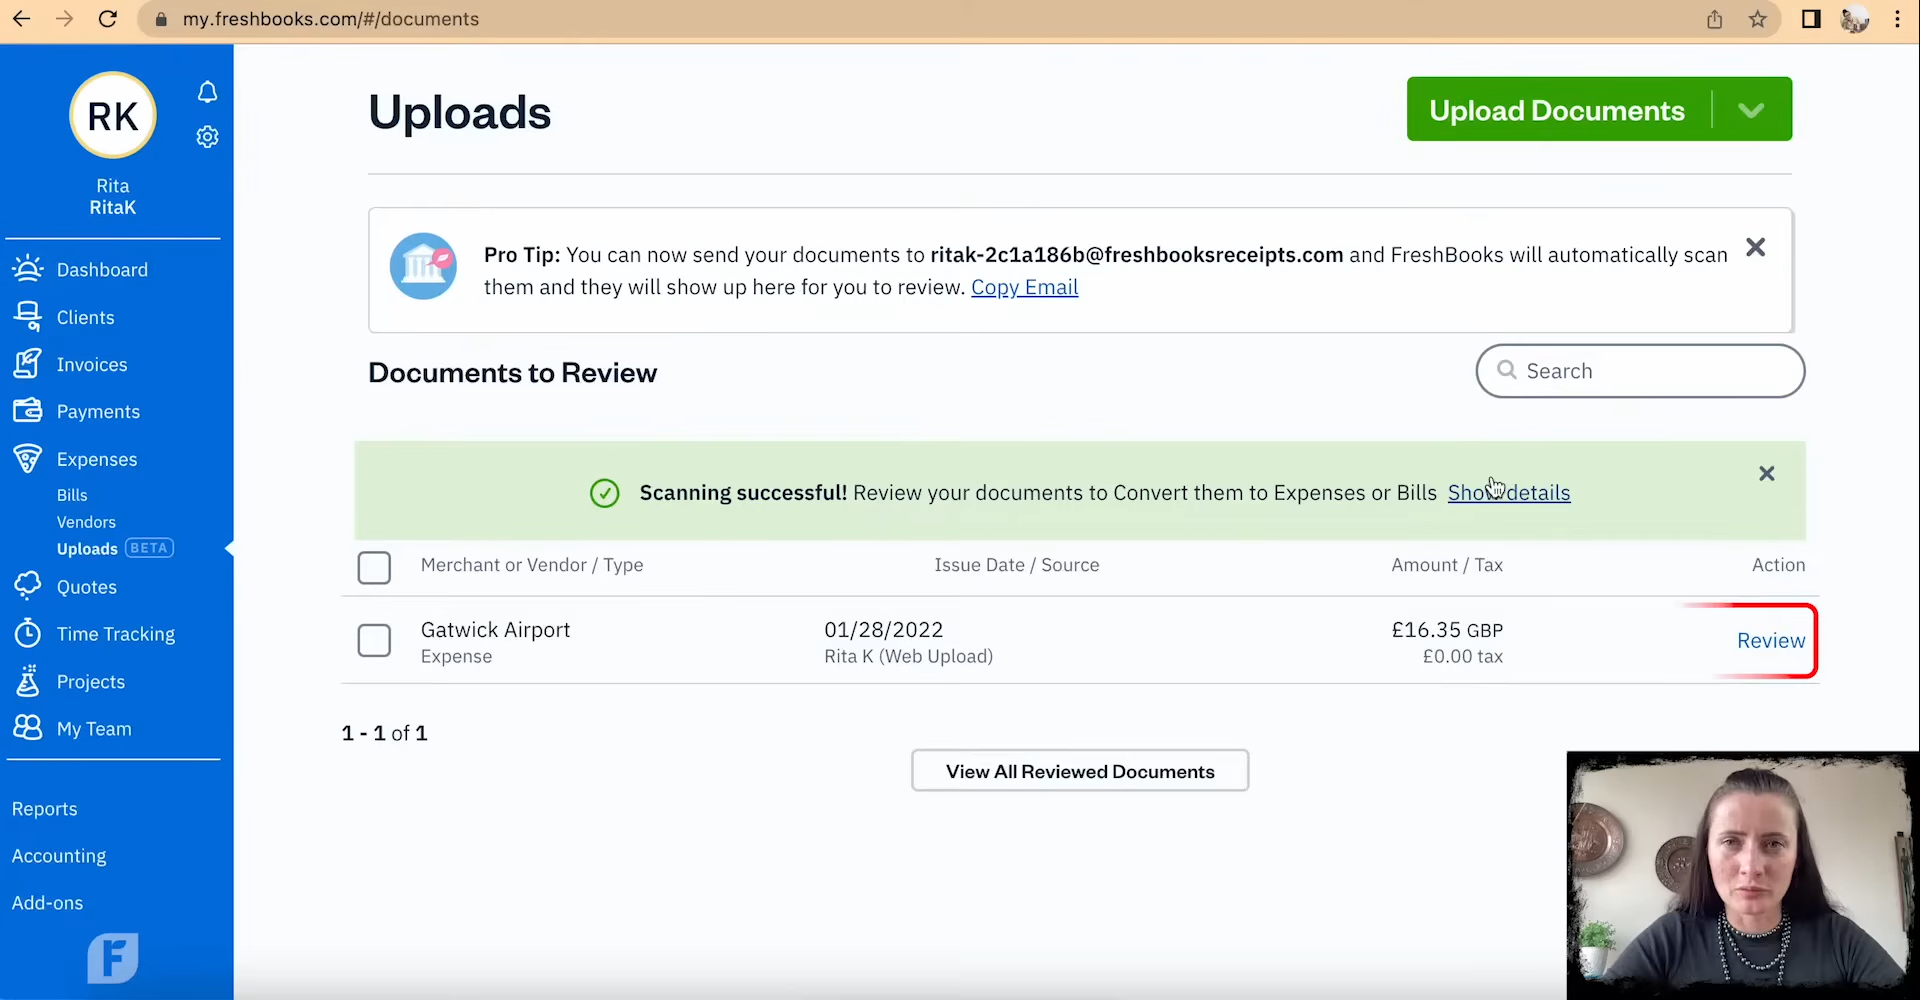 my.freshbooks.com/#/documents
RK
Rita
RitaK
Dashboard
Clients
Invoices
Payments
Expenses
Bills
Vendors
Uploads BETA
Quotes
Time Tracking
Projects
My Team
Reports
Accounting
Add-ons
F
Uploads
Upload Documents
Pro Tip: You can now send your documents to ritak-2c1a186b@freshbooksreceipts.com and FreshBooks will automatically scan
them and they will show up here for you to review. Copy Email
Documents to Review
Search
Scanning successful! Review your documents to Convert them to Expenses or Bills Show details
Merchant or Vendor / Type Issue Date / Source Amount / Tax Action
Gatwick Airport 01/28/2022 £16.35 GBP Review
Expense Rita K (Web Upload) £0.00 tax
1 - 1 of 1
View All Reviewed Documents